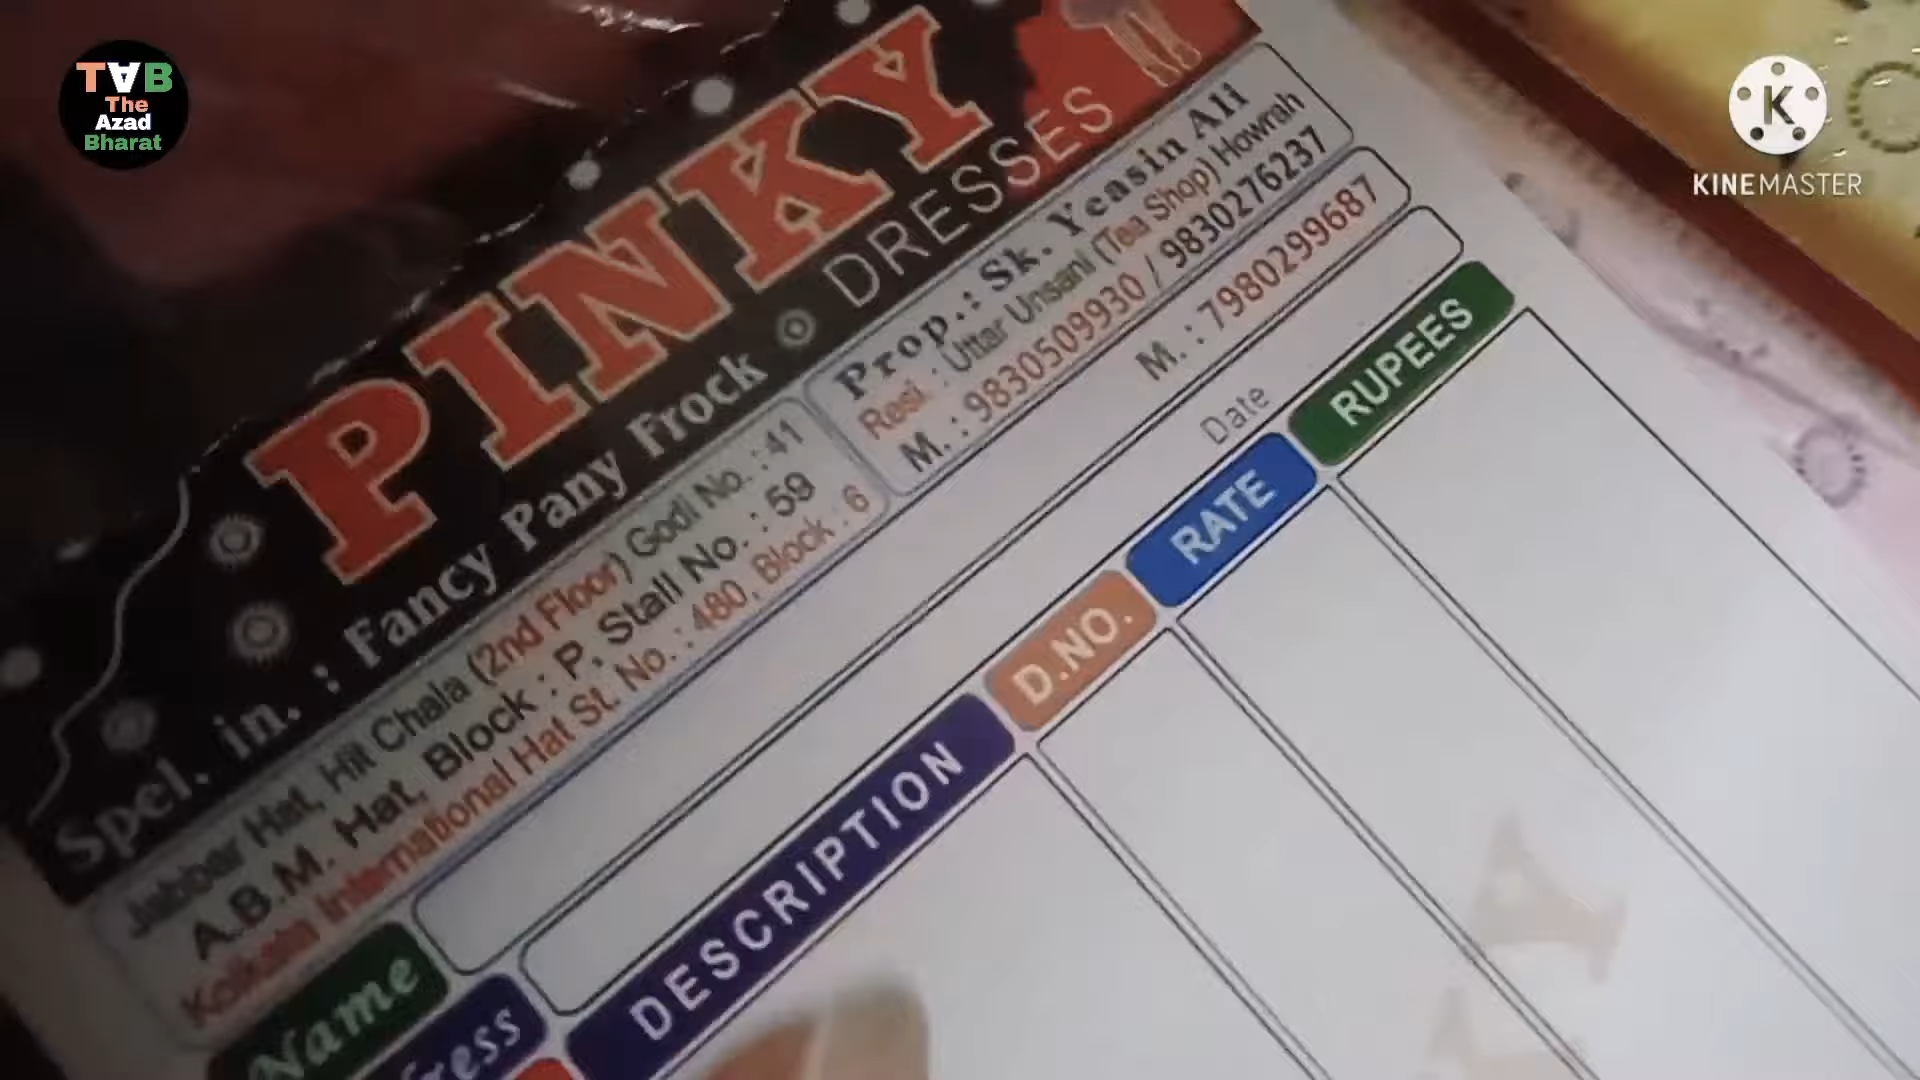 TAB
The
Azad
Bharat
K
KINEMASTER
PINKY
DRESSES
Spel. in. : Fancy Pany Frock
Jabbar Hat, Hit Chala (2nd Floor) Godi No. : 41
A.B.M. Hat, Block : P. Stall No. : 59
Kolkata International Hat St. No. : 480, Block : 6
Prop.: Sk. Yeasin Ali
Resi. : Uttar Unsani (Tea Shop) Howrah
M. : 9830509930 / 9830276237
M. : 7980299687
Name
Date
DESCRIPTION
D.NO.
RATE
RUPEES